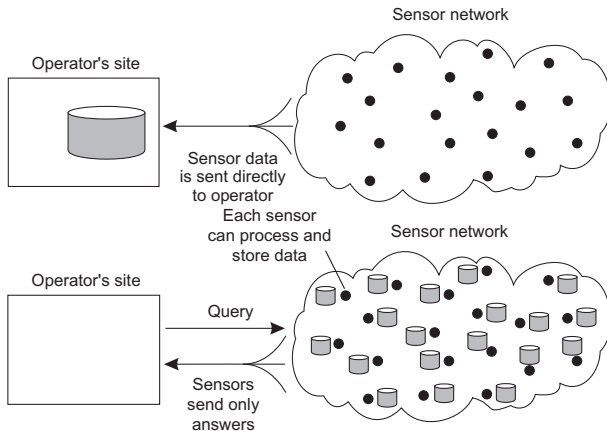 Sensor network
Operator's site
Sensor data
is sent directly
to operator
Each sensor
can process and
store data
Sensor network
Operator's site
Query
Sensors
send only
answers